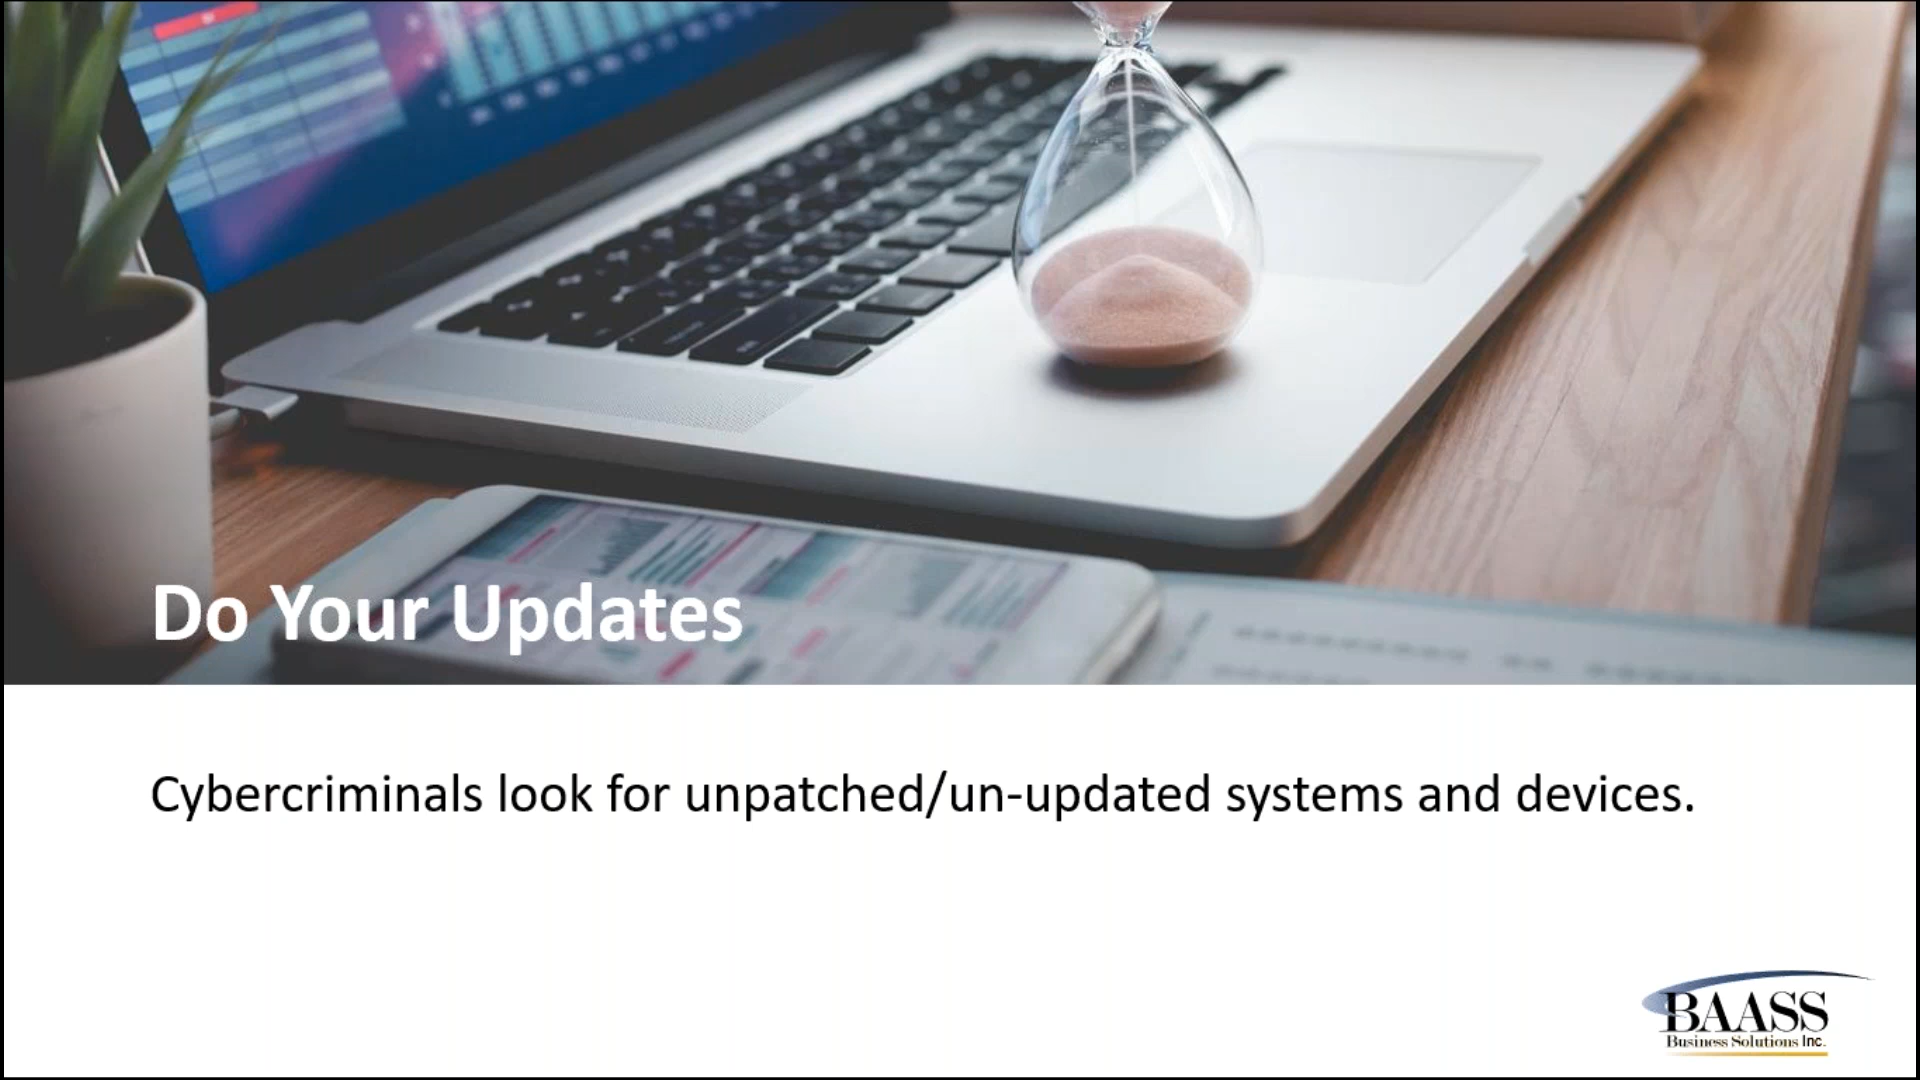 Do Your Updates
Cybercriminals look for unpatched/un-updated systems and devices.
BAASS
Business Solutions Inc.